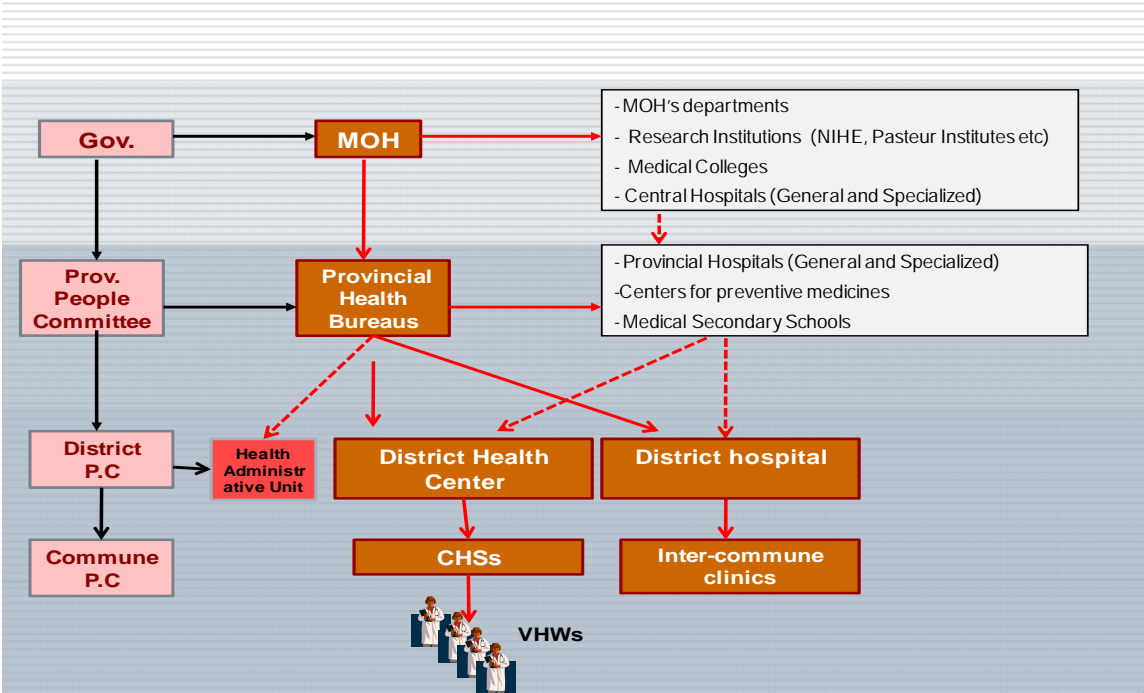 Gov.
MOH
- MOH's departments
- Research Institutions (NIHE, Pasteur Institutes etc)
- Medical Colleges
- Central Hospitals (General and Specialized)
Prov.
People
Committee
Provincial
Health
Bureaus
- Provincial Hospitals (General and Specialized)
-Centers for preventive medicines
- Medical Secondary Schools
District
P.C
Health
Administr
ative Unit
District Health
Center
District hospital
Commune
P.C
CHSs
Inter-commune
clinics
VHWs